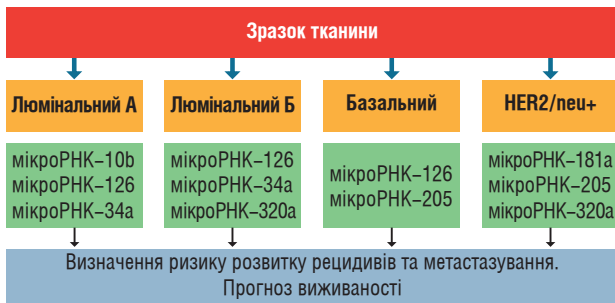 Зразок тканини
Люмінальний А
Люмінальний Б
Базальний
HER2/neu+
мікроРНК–10b
мікроРНК–126
мікроРНК–34a
мікроРНК–126
мікроРНК–34a
мікроРНК–320a
мікроРНК–126
мікроРНК–205
мікроРНК–181a
мікроРНК–205
мікроРНК–320a
Визначення ризику розвитку рецидивів та метастазування.
Прогноз виживаності